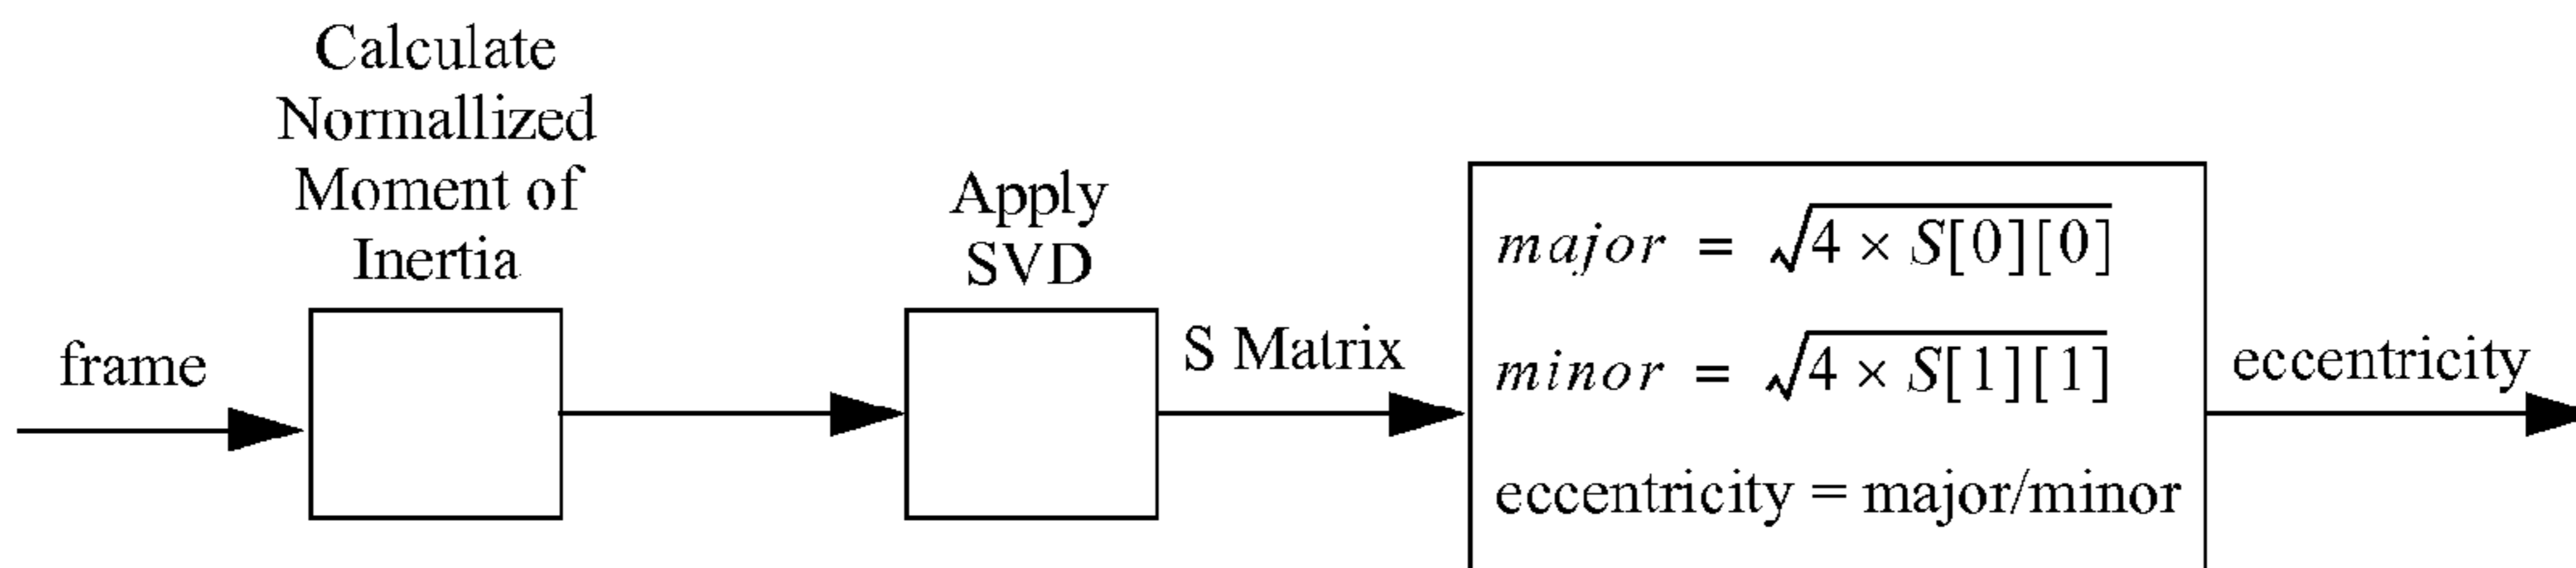 Calculate
Normallized
Moment of
Inertia
frame
Apply
SVD
S Matrix
major = √4 × S[0][0]
minor = √4 × S[1][1]
eccentricity = major/minor
eccentricity